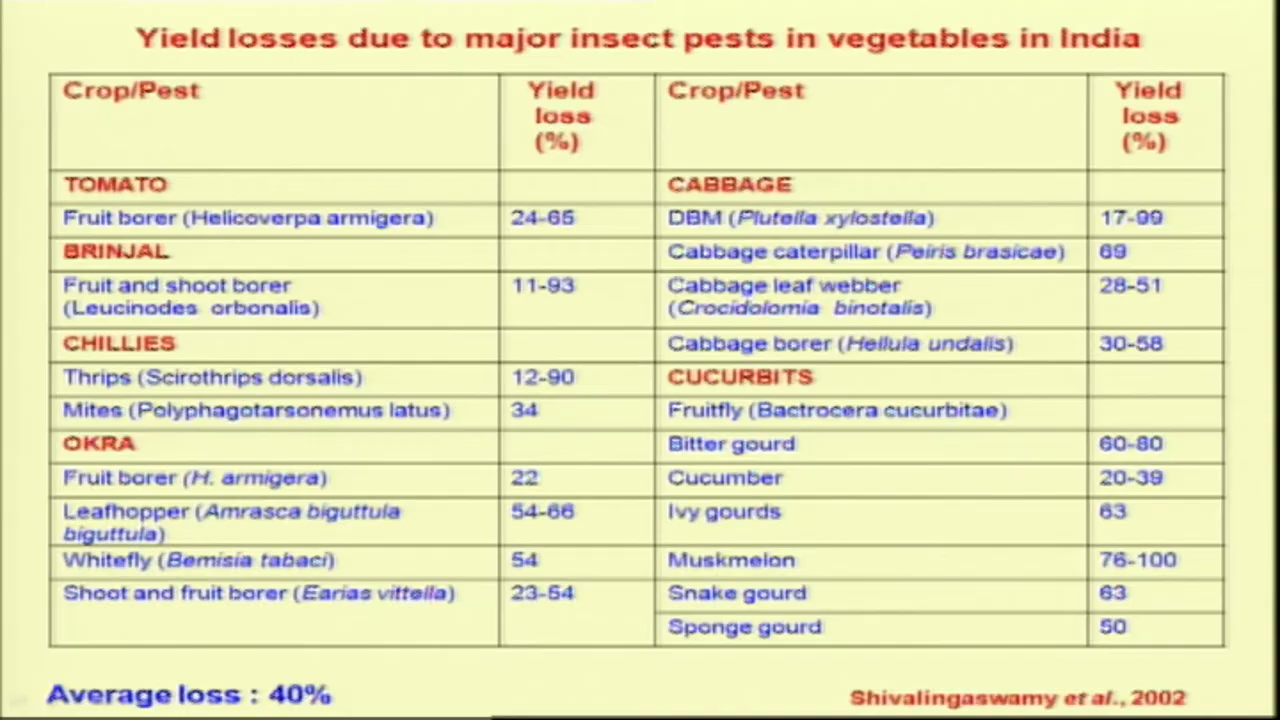 Yield losses due to major insect pests in vegetables in India
Crop/Pest Yield loss (%) Crop/Pest Yield loss (%)
TOMATO CABBAGE
Fruit borer (Helicoverpa armigera) 24-65 DBM (Plutella xylostella) 17-99
BRINJAL Cabbage caterpillar (Peiris brasicae) 69
Fruit and shoot borer (Leucinodes orbonalis) 11-93 Cabbage leaf webber (Crocidolomia binotalis) 28-51
CHILLIES Cabbage borer (Hellula undalis) 30-58
Thrips (Scirothrips dorsalis) 12-90 CUCURBITS
Mites (Polyphagotarsonemus latus) 34 Fruitfly (Bactrocera cucurbitae)
OKRA Bitter gourd 60-80
Fruit borer (H. armigera) 22 Cucumber 20-39
Leafhopper (Amrasca biguttula biguttula) 54-66 Ivy gourds 63
Whitefly (Bemisia tabaci) 54 Muskmelon 76-100
Shoot and fruit borer (Earias vittella) 23-54 Snake gourd 63
Sponge gourd 50
Average loss : 40%
Shivalingaswamy et al., 2002